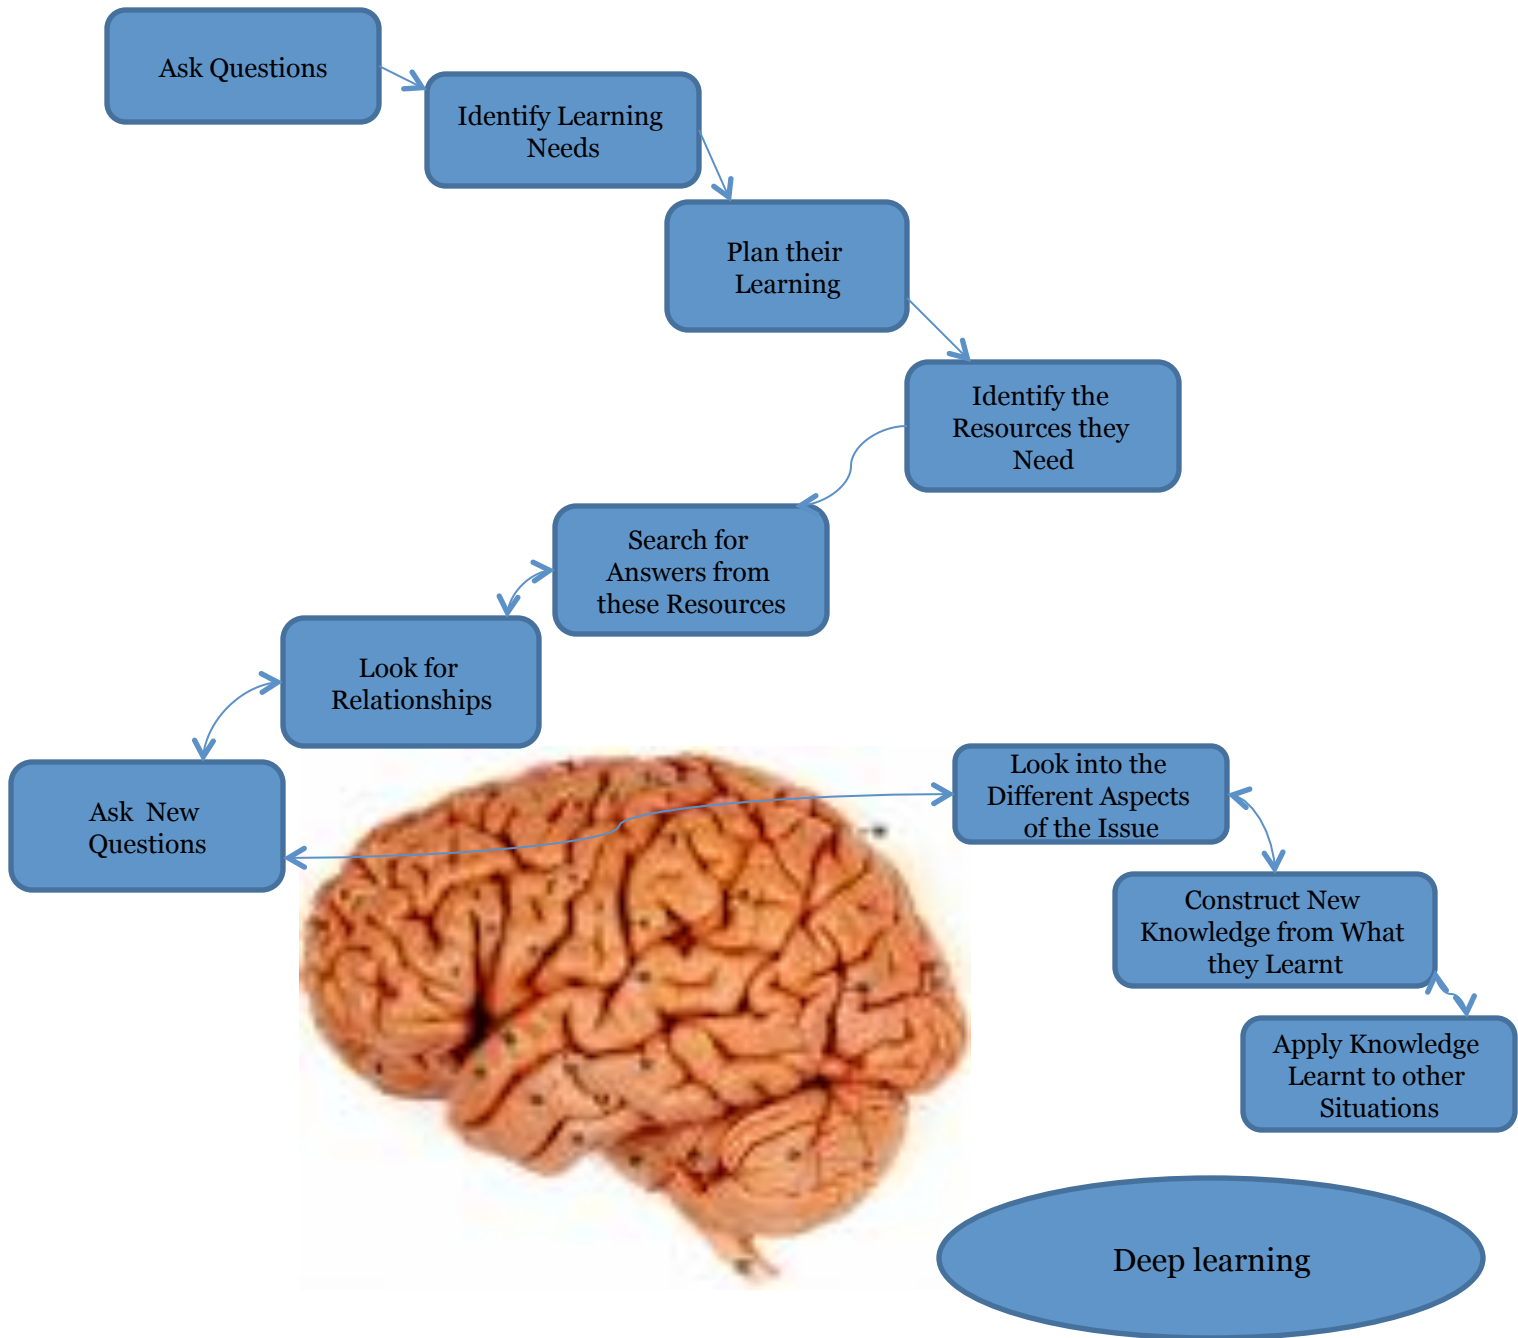 Ask Questions
Identify Learning
Needs
Plan their
Learning
Identify the
Resources they
Need
Search for
Answers from
these Resources
Look for
Relationships
Ask  New
Questions
Look into the
Different Aspects
of the Issue
Construct New
Knowledge from What
they Learnt
Apply Knowledge
Learnt to other
Situations
Deep learning